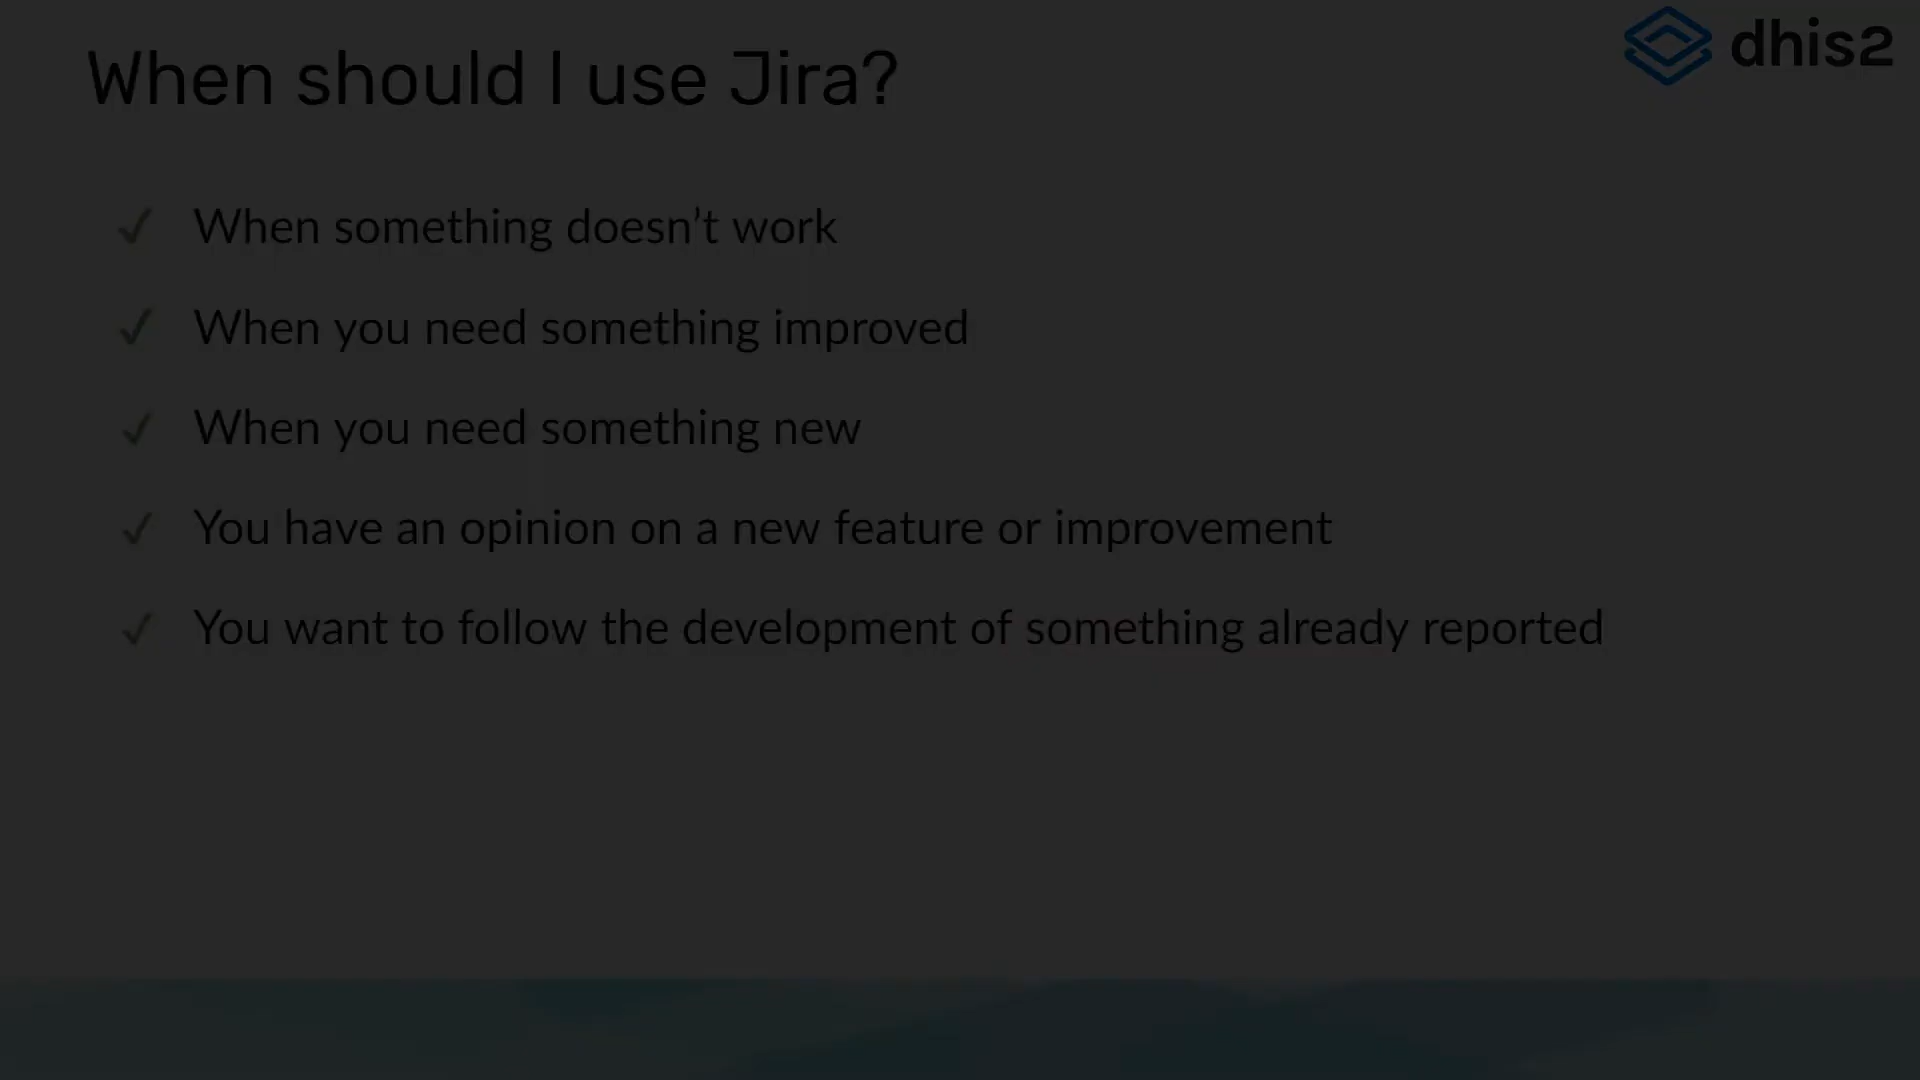 When should I use Jira?
dhis2
✓ When something doesn't work
✓ When you need something improved
✓ When you need something new
✓ You have an opinion on a new feature or improvement
✓ You want to follow the development of something already reported